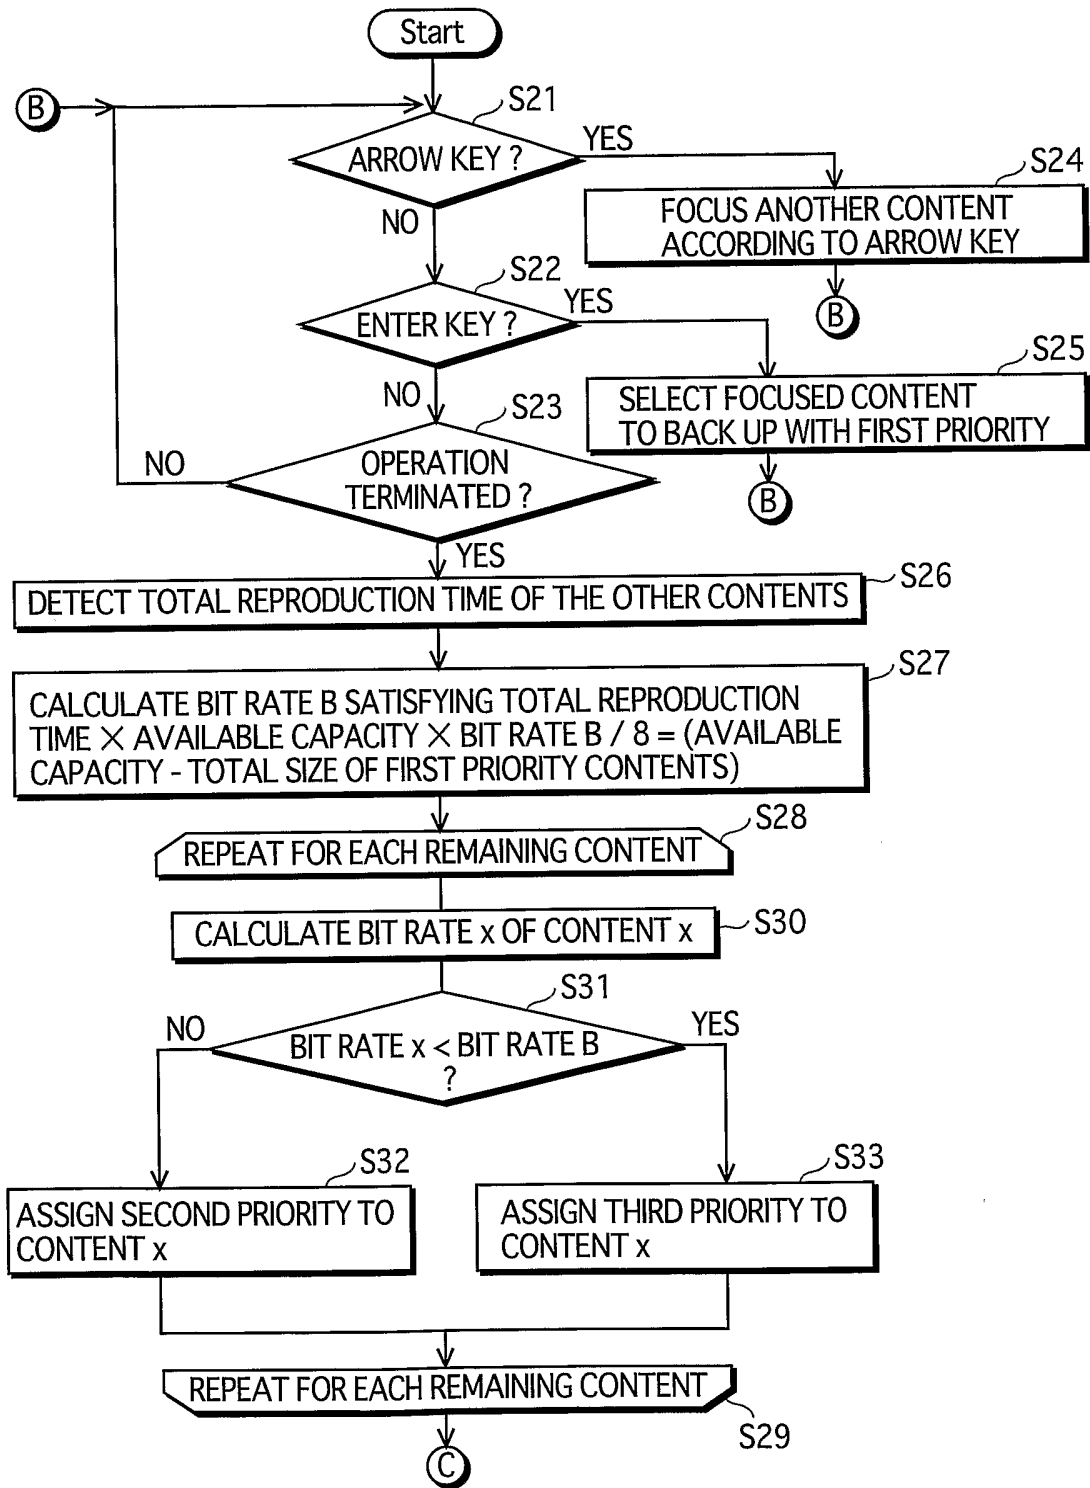 Start
B
S21
ARROW KEY ?
YES
S24
FOCUS ANOTHER CONTENT
ACCORDING TO ARROW KEY
NO
B
S22
ENTER KEY ?
YES
S25
SELECT FOCUSED CONTENT
TO BACK UP WITH FIRST PRIORITY
NO
B
S23
OPERATION
TERMINATED ?
NO
YES
S26
DETECT TOTAL REPRODUCTION TIME OF THE OTHER CONTENTS
S27
CALCULATE BIT RATE B SATISFYING TOTAL REPRODUCTION
TIME × AVAILABLE CAPACITY × BIT RATE B / 8 = (AVAILABLE
CAPACITY - TOTAL SIZE OF FIRST PRIORITY CONTENTS)
S28
REPEAT FOR EACH REMAINING CONTENT
S30
CALCULATE BIT RATE x OF CONTENT x
S31
BIT RATE x < BIT RATE B
?
NO
YES
S32
ASSIGN SECOND PRIORITY TO
CONTENT x
S33
ASSIGN THIRD PRIORITY TO
CONTENT x
REPEAT FOR EACH REMAINING CONTENT
S29
C